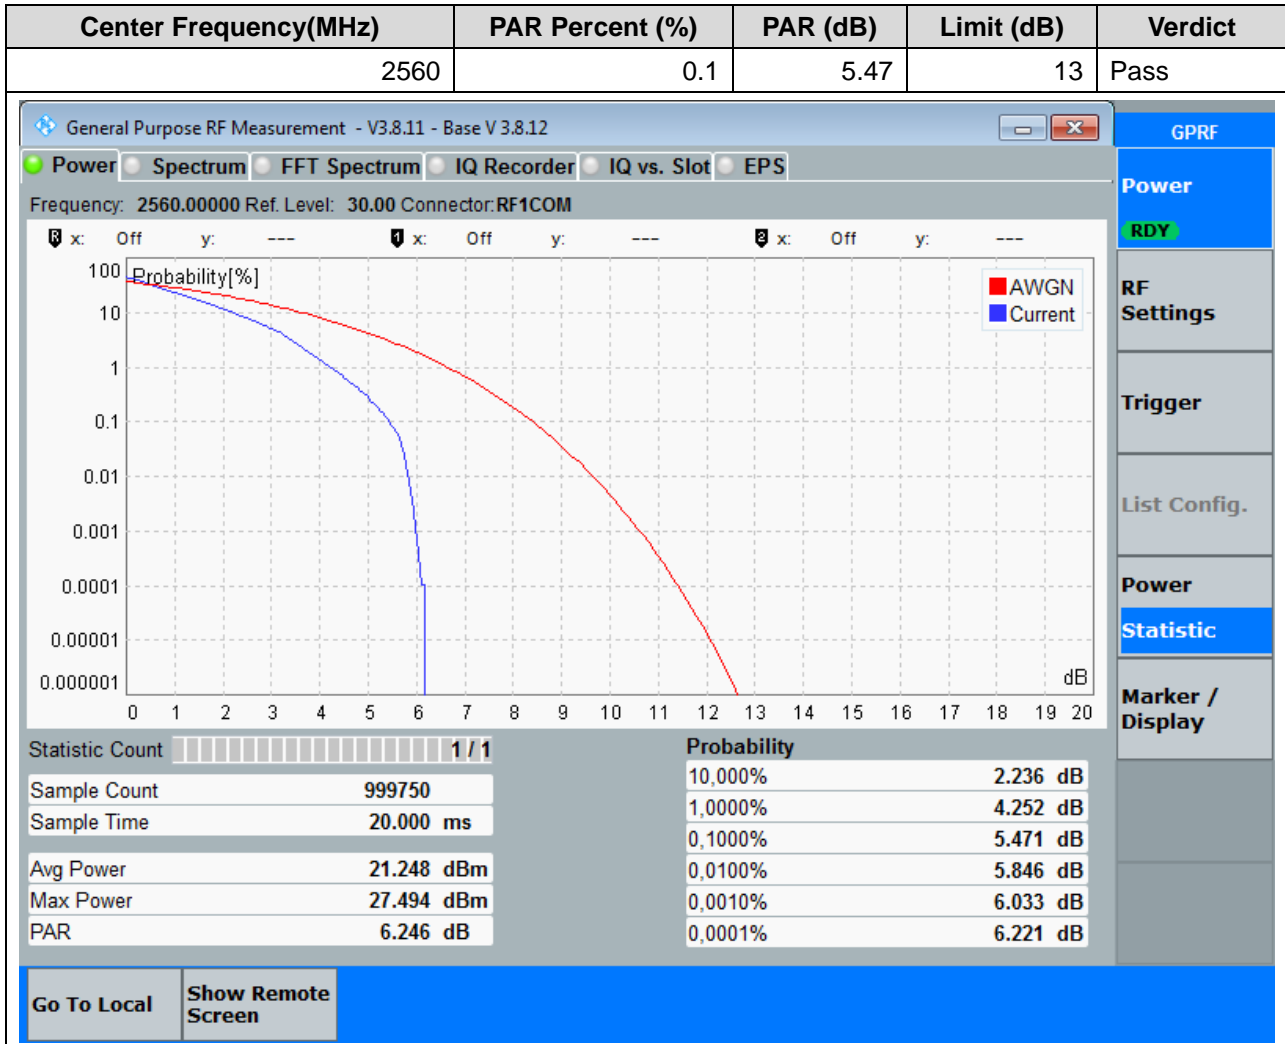 Center Frequency(MHz) PAR Percent (%) PAR (dB) Limit (dB) Verdict
2560 0.1 5.47 13 Pass
General Purpose RF Measurement - V3.8.11 - Base V 3.8.12
GPRF
Power Spectrum FFT Spectrum IQ Recorder IQ vs. Slot EPS
Power
RDY
Frequency: 2560.00000 Ref. Level: 30.00 Connector:RF1COM
R x: Off y: --- 1 x: Off y: --- 2 x: Off y: ---
Probability[%]
AWGN
Current
100
10
1
0.1
0.01
0.001
0.0001
0.00001
0.000001
dB
0 1 2 3 4 5 6 7 8 9 10 11 12 13 14 15 16 17 18 19 20
RF
Settings
Trigger
List Config.
Power
Statistic
Marker /
Display
Statistic Count 1 / 1
Sample Count 999750
Sample Time 20.000 ms
Avg Power 21.248 dBm
Max Power 27.494 dBm
PAR 6.246 dB
Probability
10,000% 2.236 dB
1,0000% 4.252 dB
0,1000% 5.471 dB
0,0100% 5.846 dB
0,0010% 6.033 dB
0,0001% 6.221 dB
Go To Local
Show Remote
Screen